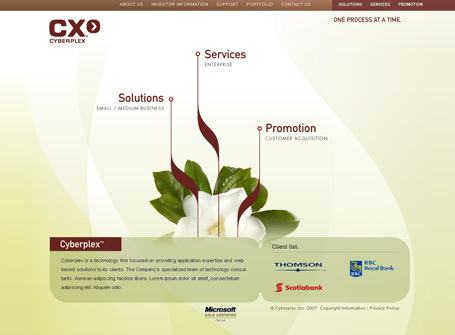 ABOUT US INVESTOR INFORMATION SUPPORT PORTFOLIO CONTACT US SOLUTIONS SERVICES PROMOTION
ONE PROCESS AT A TIME.
CX
CYBERPLEX
Services
ENTERPRISE
Solutions
SMALL / MEDIUM BUSINESS
Promotion
CUSTOMER ACQUISITION
Cyberplex™
Cyberplex is a technology firm focused on providing application expertise and web
based solutions to its clients. The Company's specialized team of technology consul-
tants. Aenean adipiscing facilisis libero. Lorem ipsum dolor sit amet, consectetuer
adipiscing elit. Aliquam odio.
Client list:
THOMSON
RBC
Royal Bank
RBC
Scotiabank
Microsoft
GOLD CERTIFIED
Partner
© Cyberplex Inc. 2007 Copyright Information | Privacy Policy